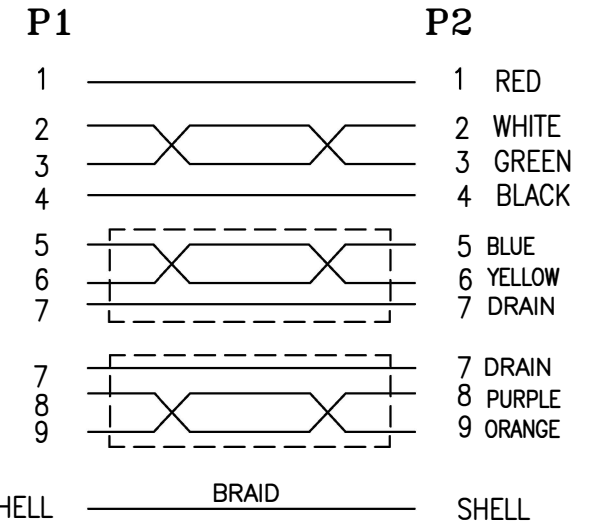 P1 P2
1 1 RED
2 2 WHITE
3 3 GREEN
4 4 BLACK
5 5 BLUE
6 6 YELLOW
7 7 DRAIN
7 7 DRAIN
8 8 PURPLE
9 9 ORANGE
HELL BRAID SHELL